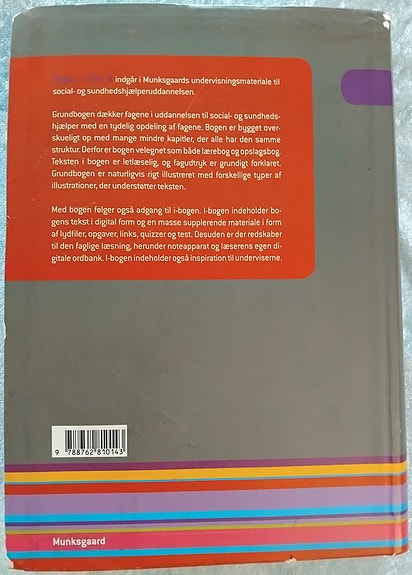 indgår i Munksgaards undervisningsmateriale til
social- og sundhedshjælperuddannelsen.
Grundbogen dækker fagene i uddannelsen til social- og sundheds-
hjælper med en tydelig opdeling af fagene. Bogen er bygget over-
skueligt op med mange mindre kapitler, der alle har den samme
struktur. Derfor er bogen velegnet som både lærebog og opslagsbog.
Teksten i bogen er letlæselig, og fagudtryk er grundigt forklaret.
Grundbogen er naturligvis rigt illustreret med forskellige typer af
illustrationer, der understøtter teksten.
Med bogen følger også adgang til i-bogen. I-bogen indeholder bo-
gens tekst i digital form og en masse supplerende materiale i form
af lydfiler, opgaver, links, quizzer og test. Desuden er der redskaber
til den faglige læsning, herunder noteapparat og læserens egen di-
gitale ordbank. I-bogen indeholder også inspiration til underviserne.
9 788762 810143
Munksgaard